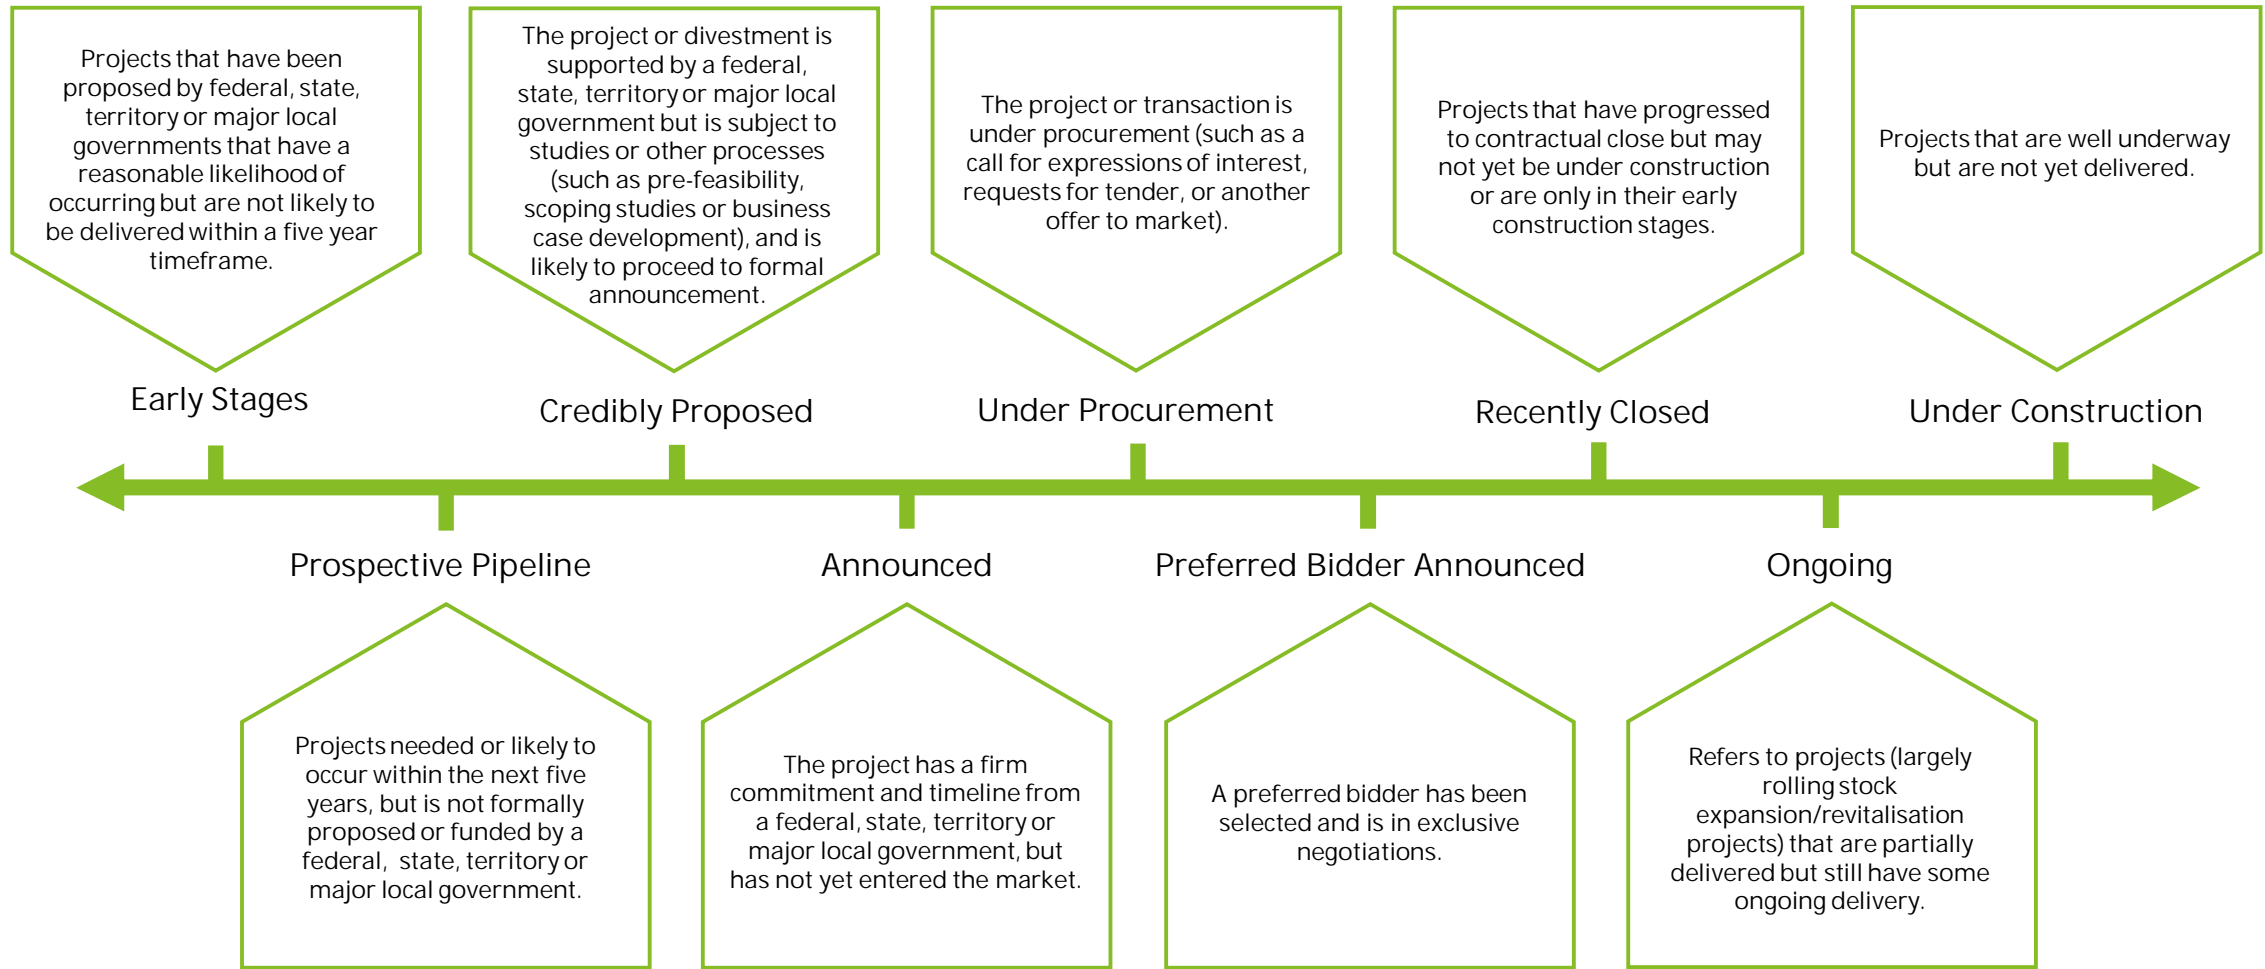 Projects that have been
proposed by federal, state,
territory or major local
governments that have a
reasonable likelihood of
occurring but are not likely to
be delivered within a five year
timeframe.
Early Stages
The project or divestment is
supported by a federal,
state, territory or major local
government but is subject to
studies or other processes
(such as pre-feasibility,
scoping studies or business
case development), and is
likely to proceed to formal
announcement.
Credibly Proposed
The project or transaction is
under procurement (such as a
call for expressions of interest,
requests for tender, or another
offer to market).
Under Procurement
Projects that have progressed
to contractual close but may
not yet be under construction
or are only in their early
construction stages.
Recently Closed
Projects that are well underway
but are not yet delivered.
Under Construction
Prospective Pipeline
Projects needed or likely to
occur within the next five
years, but is not formally
proposed or funded by a
federal, state, territory or
major local government.
Announced
The project has a firm
commitment and timeline from
a federal, state, territory or
major local government, but
has not yet entered the market.
Preferred Bidder Announced
A preferred bidder has been
selected and is in exclusive
negotiations.
Ongoing
Refers to projects (largely
rolling stock
expansion/revitalisation
projects) that are partially
delivered but still have some
ongoing delivery.